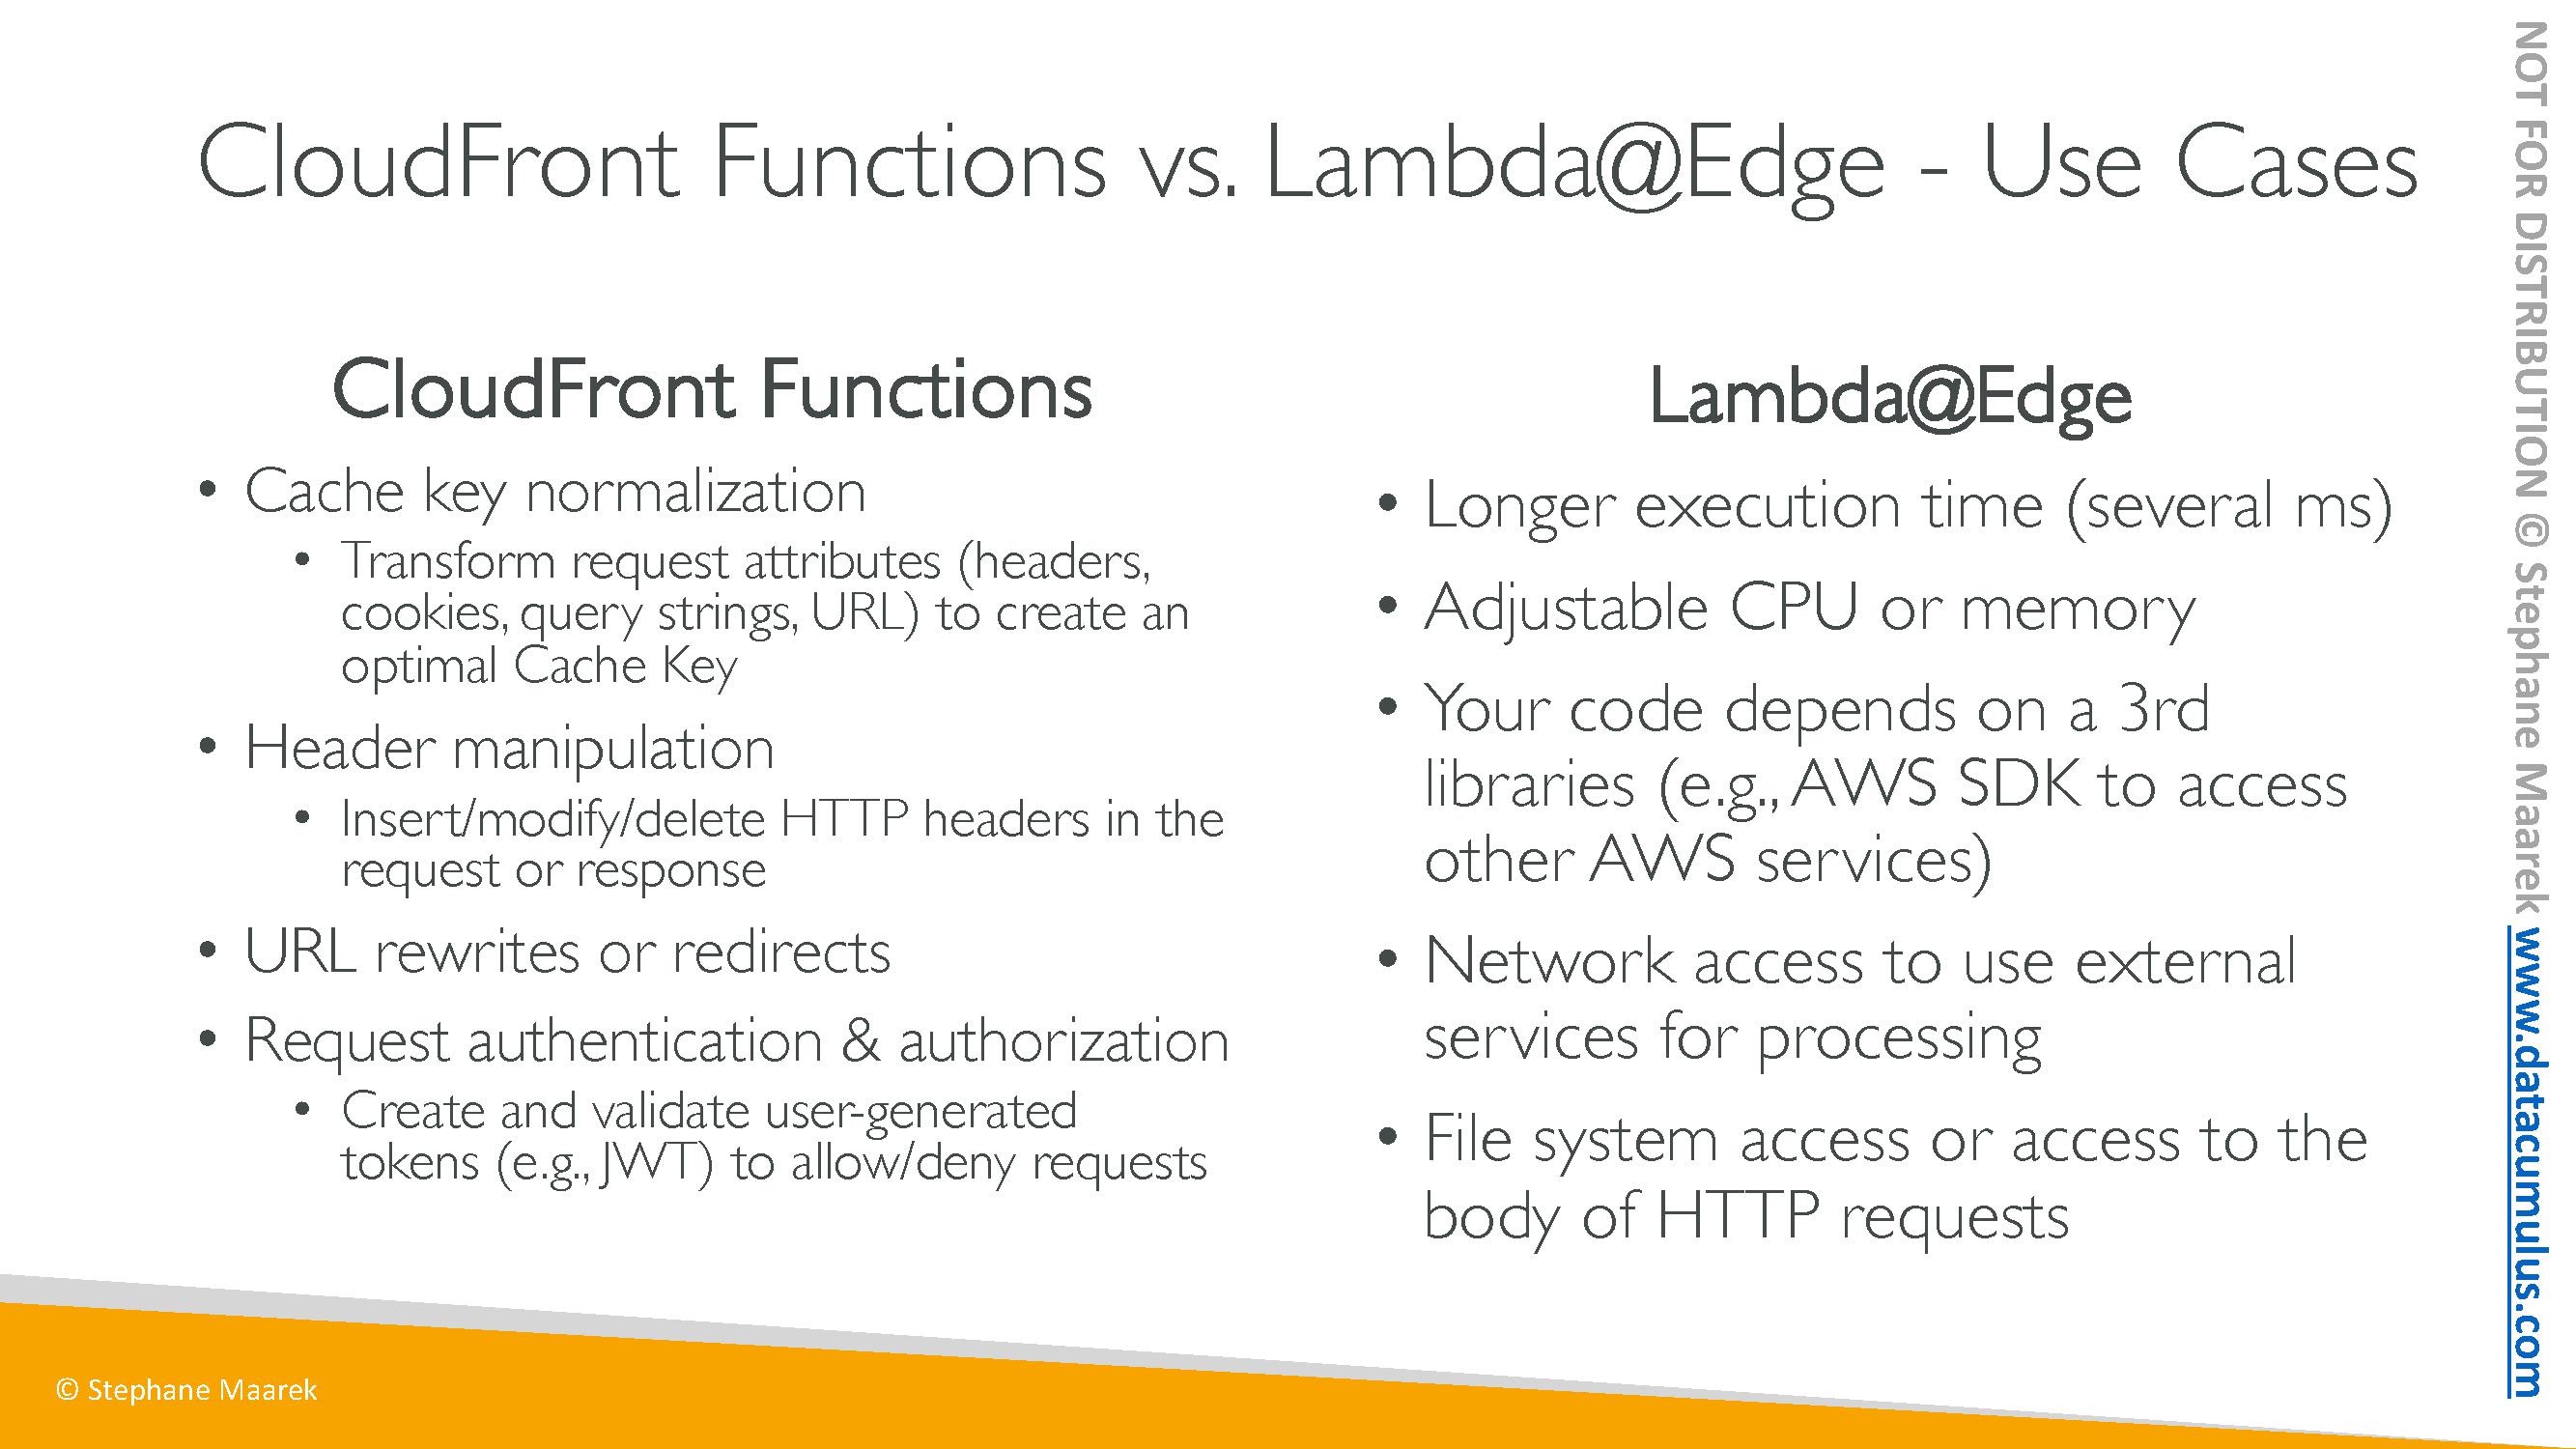 CloudFront Functions vs. Lambda@Edge - Use Cases
CloudFront Functions
• Cache key normalization
• Transform request attributes (headers,
cookies, query strings, URL) to create an
optimal Cache Key
• Header manipulation
• Insert/modify/delete HTTP headers in the
request or response
• URL rewrites or redirects
• Request authentication & authorization
• Create and validate user-generated
tokens (e.g., JWT) to allow/deny requests
Lambda@Edge
• Longer execution time (several ms)
• Adjustable CPU or memory
• Your code depends on a 3rd
libraries (e.g., AWS SDK to access
other AWS services)
• Network access to use external
services for processing
• File system access or access to the
body of HTTP requests
© Stephane Maarek
NOT FOR DISTRIBUTION © Stephane Maarek www.datacumulus.com